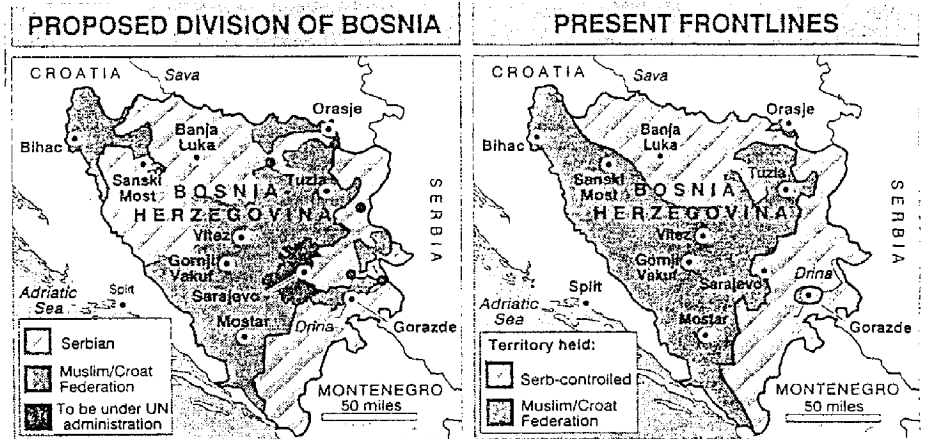 PROPOSED DIVISION OF BOSNIA
CROATIA
Sava
Orasje
Bihac
Banja
Luka
Sanski
Most
BOSNIA
Tuzla
HERZEGOVINA
SERBIA
Vitez
Gornji
Vakuf
Sarajevo
Adriatic
Sea
Split
Mostar
Drina
Gorazde
Serbian
Muslim/Croat
Federation
To be under UN
administration
MONTENEGRO
50 miles
PRESENT FRONTLINES
CROATIA
Sava
Orasje
Bihac
Banja
Luka
Sanski
Most
BOSNIA
Tuzla
HERZEGOVINA
SERBIA
Vitez
Gornji
Vakuf
Sarajevo
Drina
Adriatic
Sea
Split
Mostar
Gorazde
Territory held:
Serb-controlled
Muslim/Croat
Federation
MONTENEGRO
50 miles